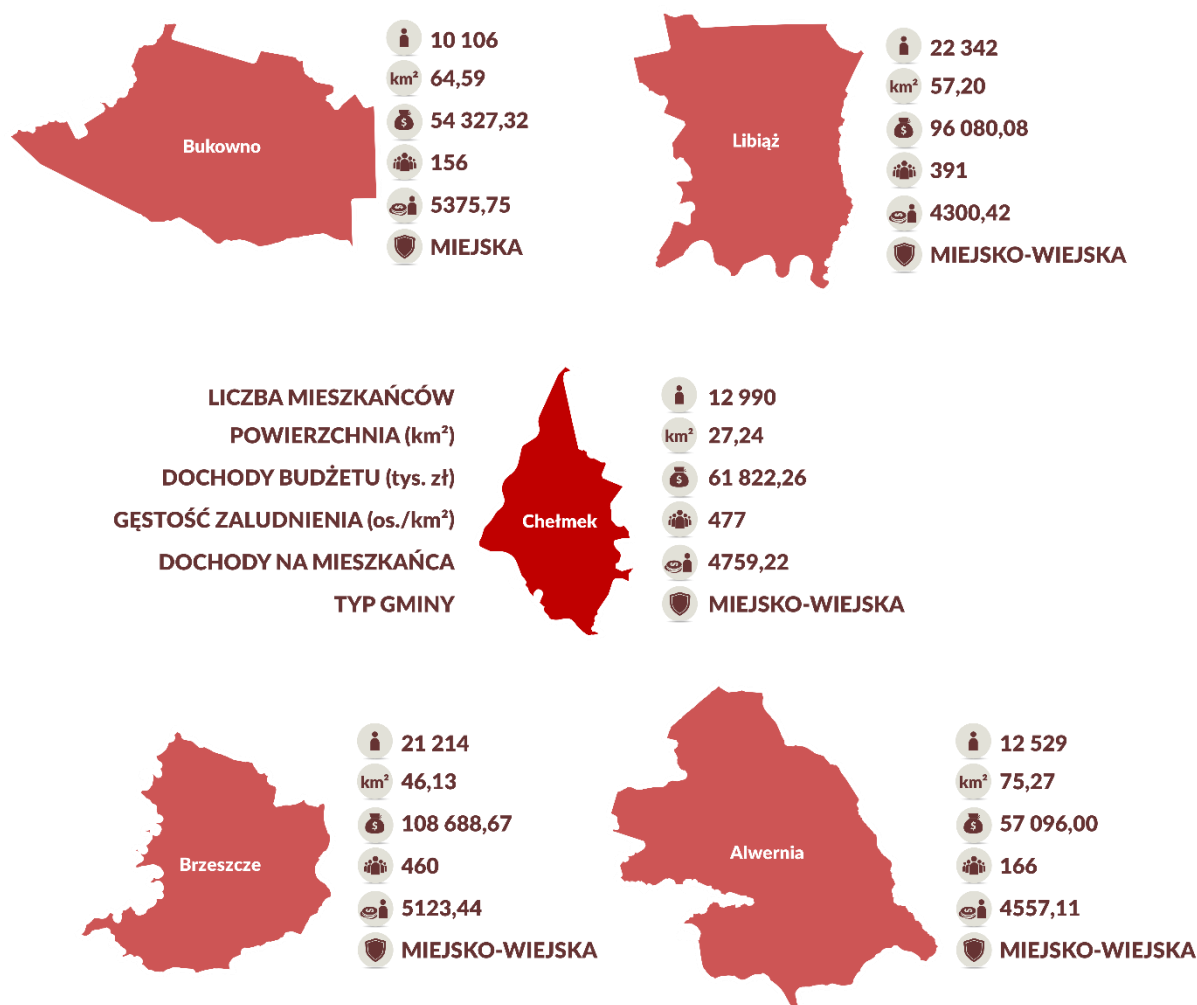 Bukowno
10 106
km² 64,59
54 327,32
156
5375,75
MIEJSKA
Libiąż
22 342
km² 57,20
96 080,08
391
4300,42
MIEJSKO-WIEJSKA
LICZBA MIESZKAŃCÓW
POWIERZCHNIA (km²)
DOCHODY BUDŻETU (tys. zł)
GĘSTOŚĆ ZALUDNIENIA (os./km²)
DOCHODY NA MIESZKAŃCA
TYP GMINY
Chełmek
12 990
km² 27,24
61 822,26
477
4759,22
MIEJSKO-WIEJSKA
Brzeszcze
21 214
km² 46,13
108 688,67
460
5123,44
MIEJSKO-WIEJSKA
Alwernia
12 529
km² 75,27
57 096,00
166
4557,11
MIEJSKO-WIEJSKA